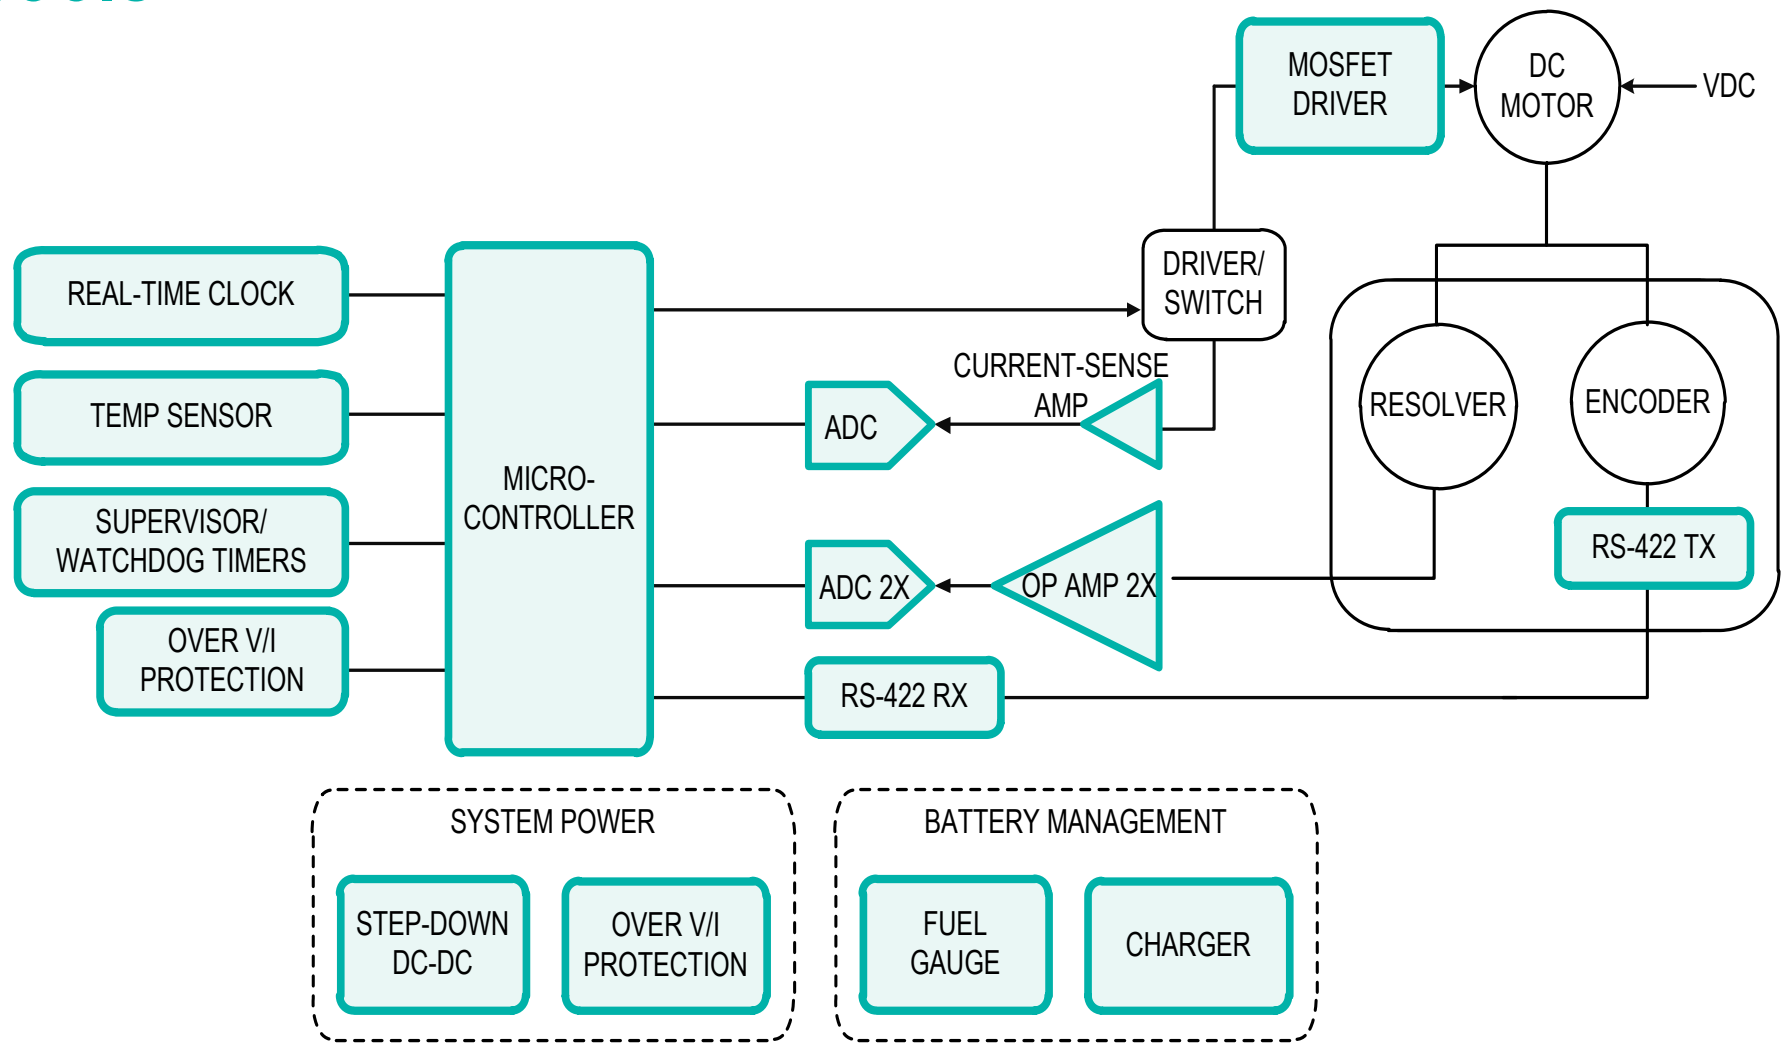 MOSFET
DRIVER
DC
MOTOR
VDC
DRIVER/
SWITCH
REAL-TIME CLOCK
TEMP SENSOR
SUPERVISOR/
WATCHDOG TIMERS
OVER V/I
PROTECTION
MICRO-
CONTROLLER
CURRENT-SENSE
AMP
ADC
RESOLVER
ENCODER
ADC 2X
OP AMP 2X
RS-422 TX
RS-422 RX
SYSTEM POWER
STEP-DOWN
DC-DC
OVER V/I
PROTECTION
BATTERY MANAGEMENT
FUEL
GAUGE
CHARGER